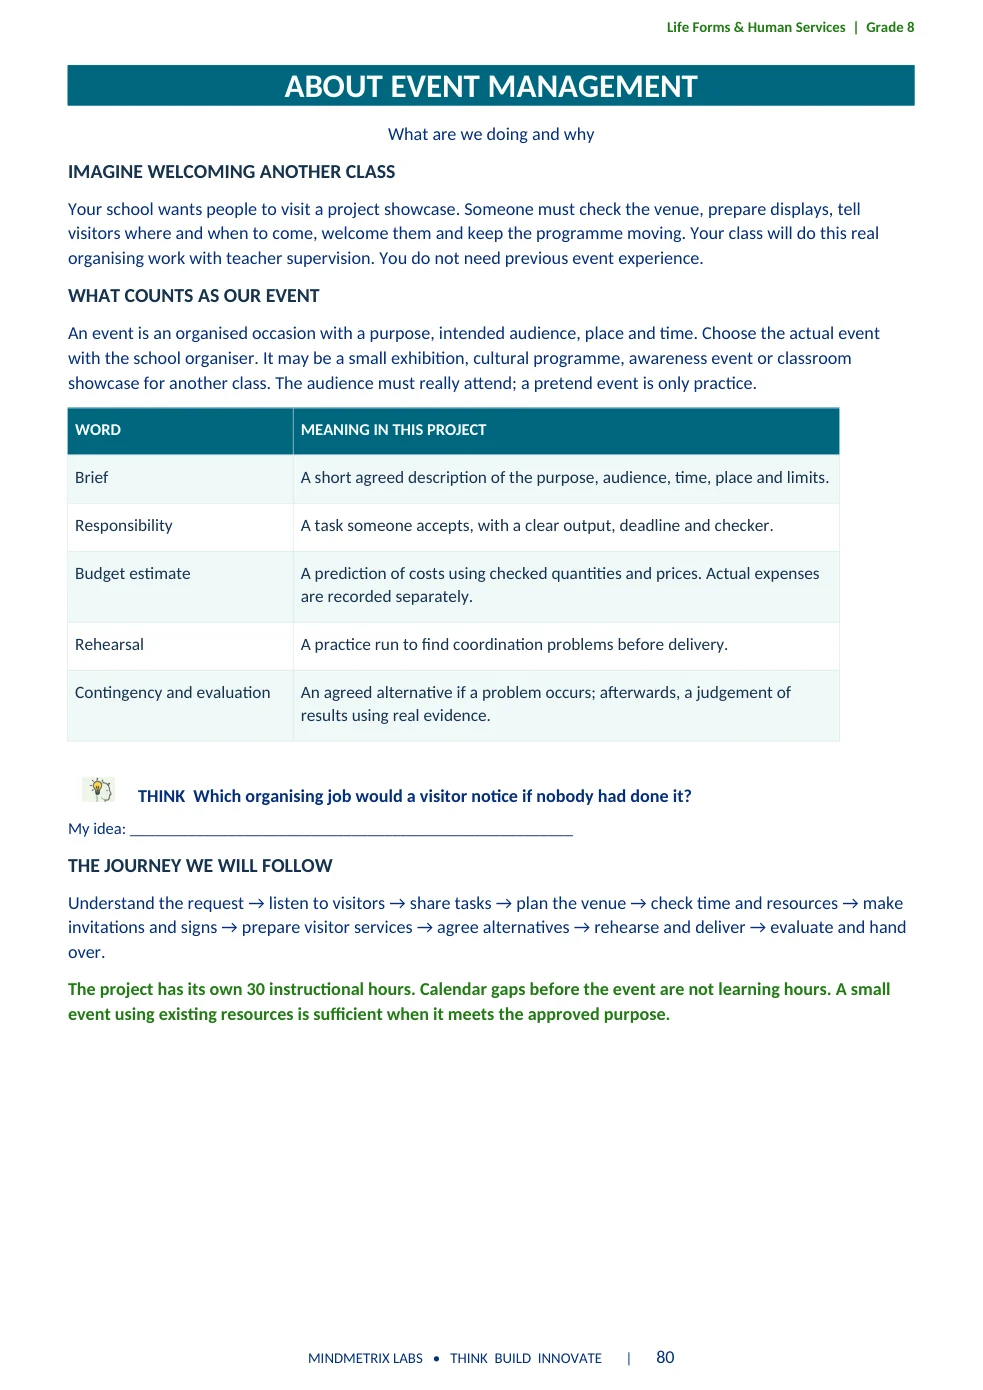 Life Forms & Human Services | Grade 8
ABOUT EVENT MANAGEMENT
What are we doing and why
IMAGINE WELCOMING ANOTHER CLASS
Your school wants people to visit a project showcase. Someone must check the venue, prepare displays, tell
visitors where and when to come, welcome them and keep the programme moving. Your class will do this real
organising work with teacher supervision. You do not need previous event experience.
WHAT COUNTS AS OUR EVENT
An event is an organised occasion with a purpose, intended audience, place and time. Choose the actual event
with the school organiser. It may be a small exhibition, cultural programme, awareness event or classroom
showcase for another class. The audience must really attend; a pretend event is only practice.
WORD MEANING IN THIS PROJECT
Brief A short agreed description of the purpose, audience, time, place and limits.
Responsibility A task someone accepts, with a clear output, deadline and checker.
Budget estimate A prediction of costs using checked quantities and prices. Actual expenses
are recorded separately.
Rehearsal A practice run to find coordination problems before delivery.
Contingency and evaluation An agreed alternative if a problem occurs; afterwards, a judgement of
results using real evidence.
THINK Which organising job would a visitor notice if nobody had done it?
My idea: ____________________________________________________
THE JOURNEY WE WILL FOLLOW
Understand the request → listen to visitors → share tasks → plan the venue → check time and resources → make
invitations and signs → prepare visitor services → agree alternatives → rehearse and deliver → evaluate and hand
over.
The project has its own 30 instructional hours. Calendar gaps before the event are not learning hours. A small
event using existing resources is sufficient when it meets the approved purpose.
MINDMETRIX LABS • THINK BUILD INNOVATE | 80